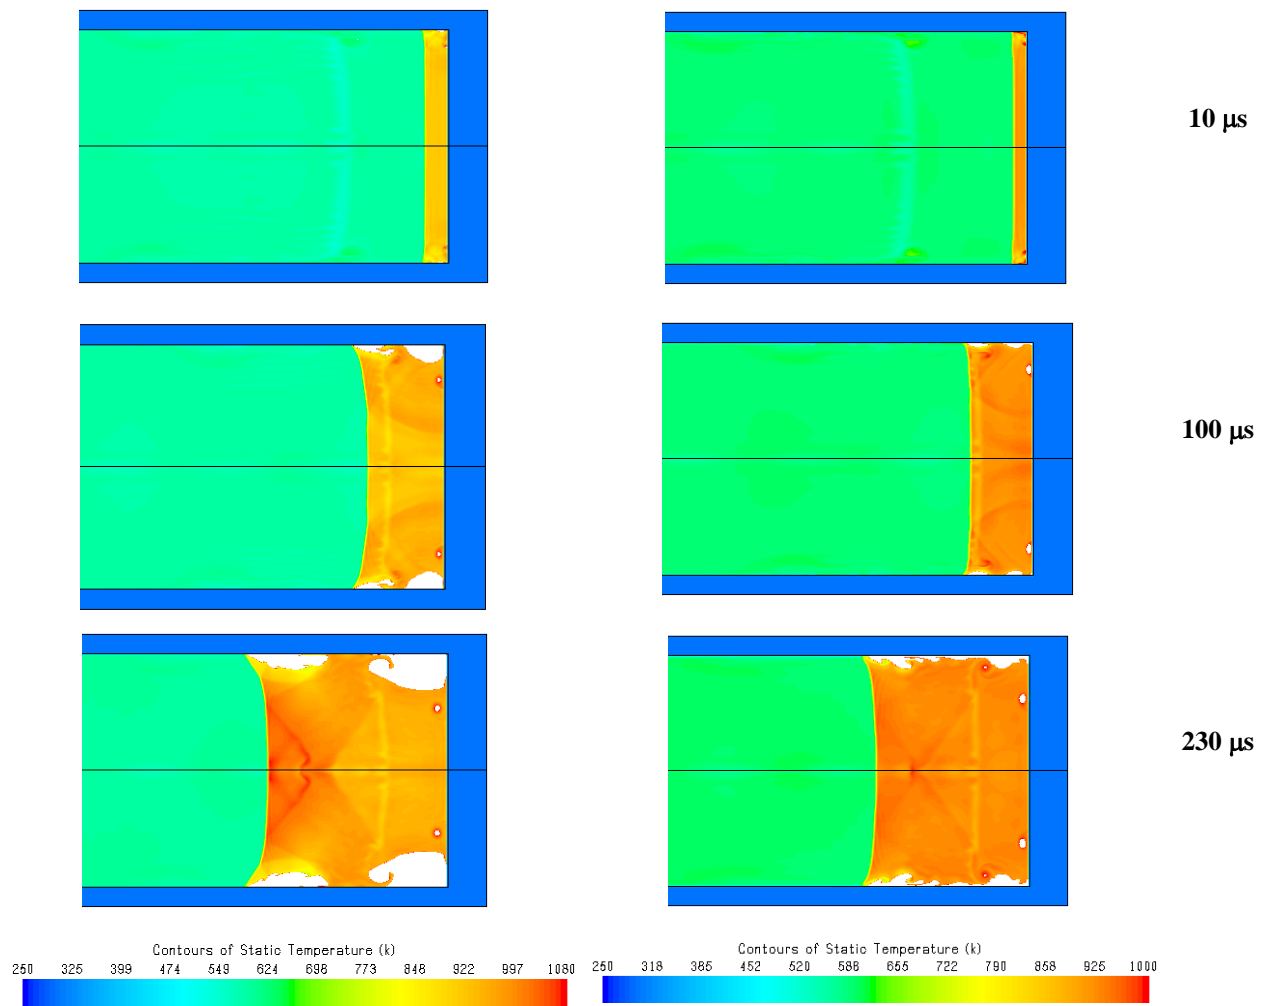 10 µs
100 µs
230 µs
Contours of Static Temperature (k)
250 325 399 474 549 624 698 773 848 922 997 1080
Contours of Static Temperature (k)
250 318 385 452 520 588 655 722 790 858 925 1000